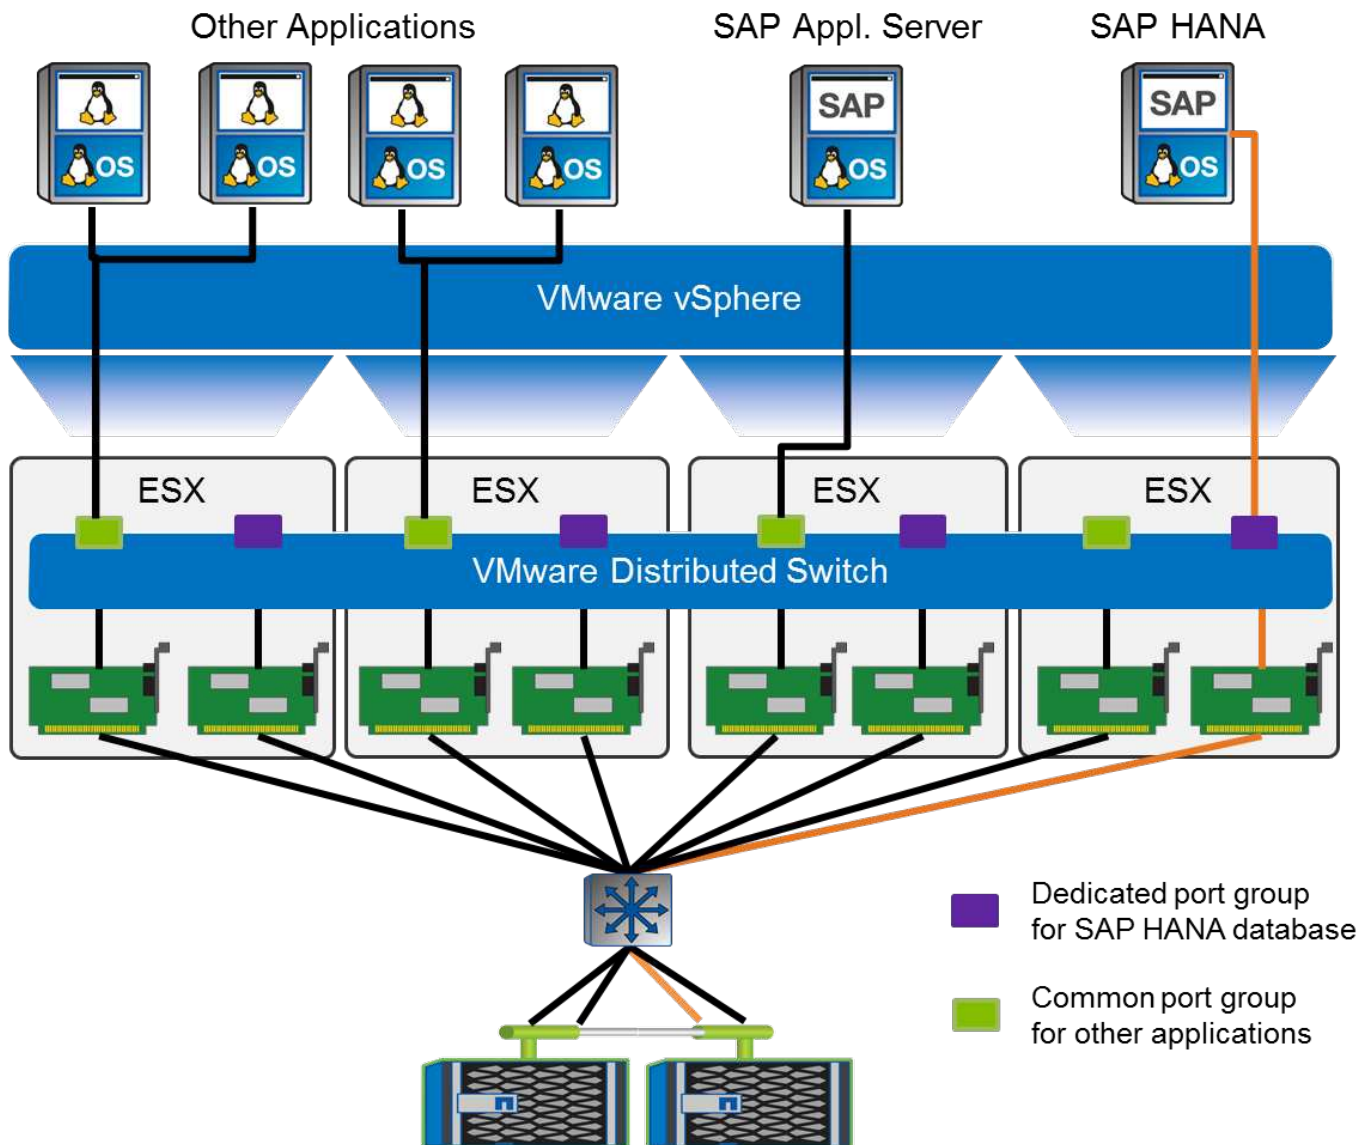 Other Applications
SAP Appl. Server
SAP HANA
SAP
SAP
OS
OS
OS
OS
OS
OS
VMware vSphere
ESX
ESX
ESX
ESX
VMware Distributed Switch
Dedicated port group
for SAP HANA database
Common port group
for other applications